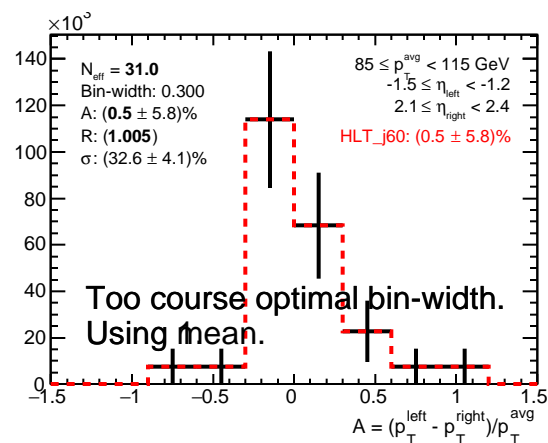 ×10³
N_eff = 31.0
Bin-width: 0.300
A: (0.5 ± 5.8)%
R: (1.005)
σ: (32.6 ± 4.1)%
85 ≤ p_T^avg < 115 GeV
-1.5 ≤ η_left < -1.2
2.1 ≤ η_right < 2.4
HLT_j60: (0.5 ± 5.8)%
Too course optimal bin-width.
Using mean.
140
120
100
80
60
40
20
0
−1.5 −1 −0.5 0 0.5 1 1.5
A = (p_T^left - p_T^right)/p_T^avg